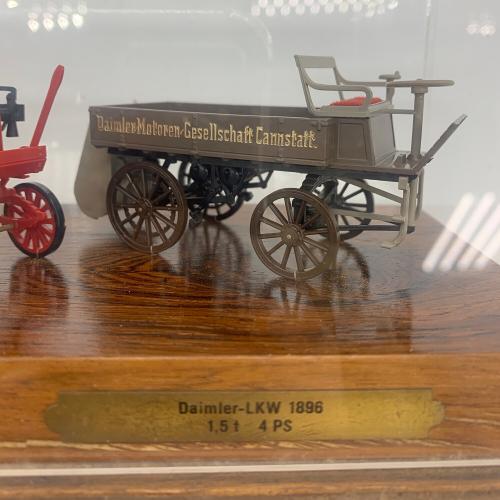 Daimler Motoren-Gesellschaft Cannstatt.
Daimler-LKW 1896
1,5 t 4 PS